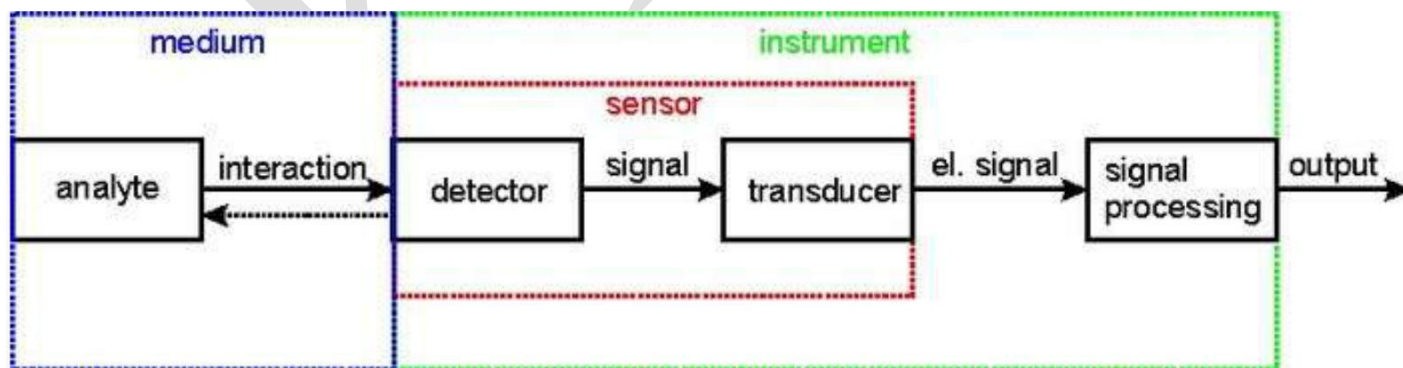 medium
instrument
sensor
analyte
interaction
detector
signal
transducer
el. signal
signal
processing
output